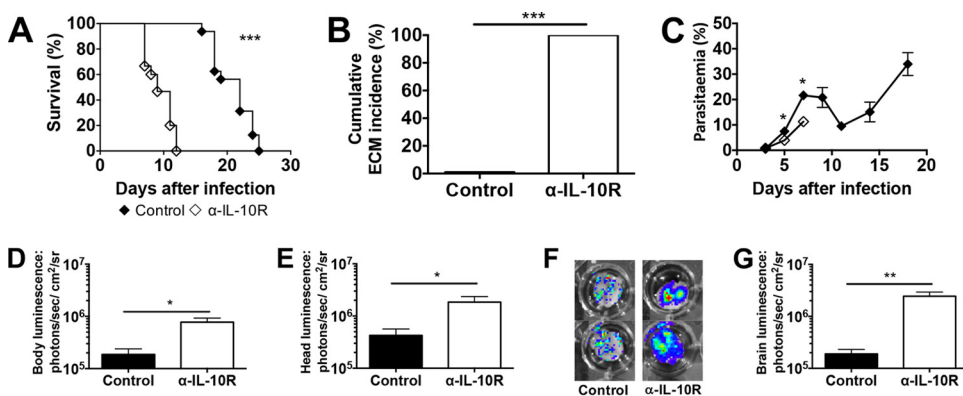 A
Survival (%)
100
80
60
40
20
0
0 10 20 30
***
Days after infection
Control α-IL-10R
B
Cumulative
ECM incidence (%)
100
80
60
40
20
0
***
Control α-IL-10R
C
Parasitaemia (%)
50
40
30
20
10
0
* *
0 5 10 15 20
Days after infection
D
Body luminescence:
photons/sec/ cm²/sr
10⁷
10⁶
10⁵
*
Control α-IL-10R
E
Head luminescence:
photons/sec/ cm²/sr
10⁷
10⁶
10⁵
*
Control α-IL-10R
F
Control α-IL-10R
G
Brain luminescence:
photons/sec/ cm²/sr
10⁷
10⁶
10⁵
**
Control α-IL-10R